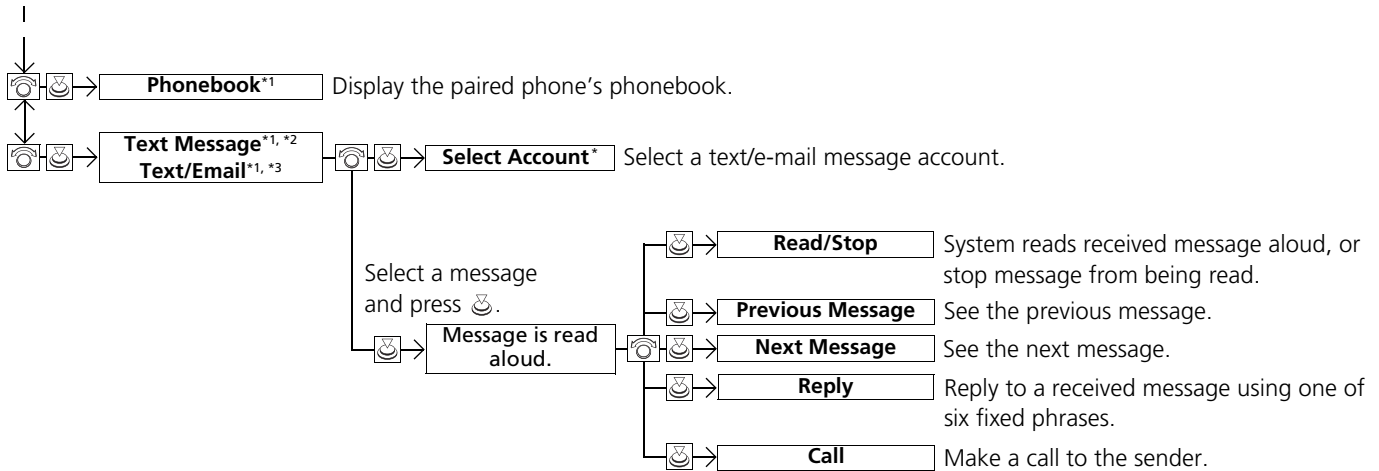 Phonebook*1 Display the paired phone’s phonebook.
Text Message*1, *2
Text/Email*1, *3
Select Account* Select a text/e-mail message account.
Select a message
and press .
Message is read
aloud.
Read/Stop System reads received message aloud, or
stop message from being read.
Previous Message See the previous message.
Next Message See the next message.
Reply Reply to a received message using one of
six fixed phrases.
Call Make a call to the sender.